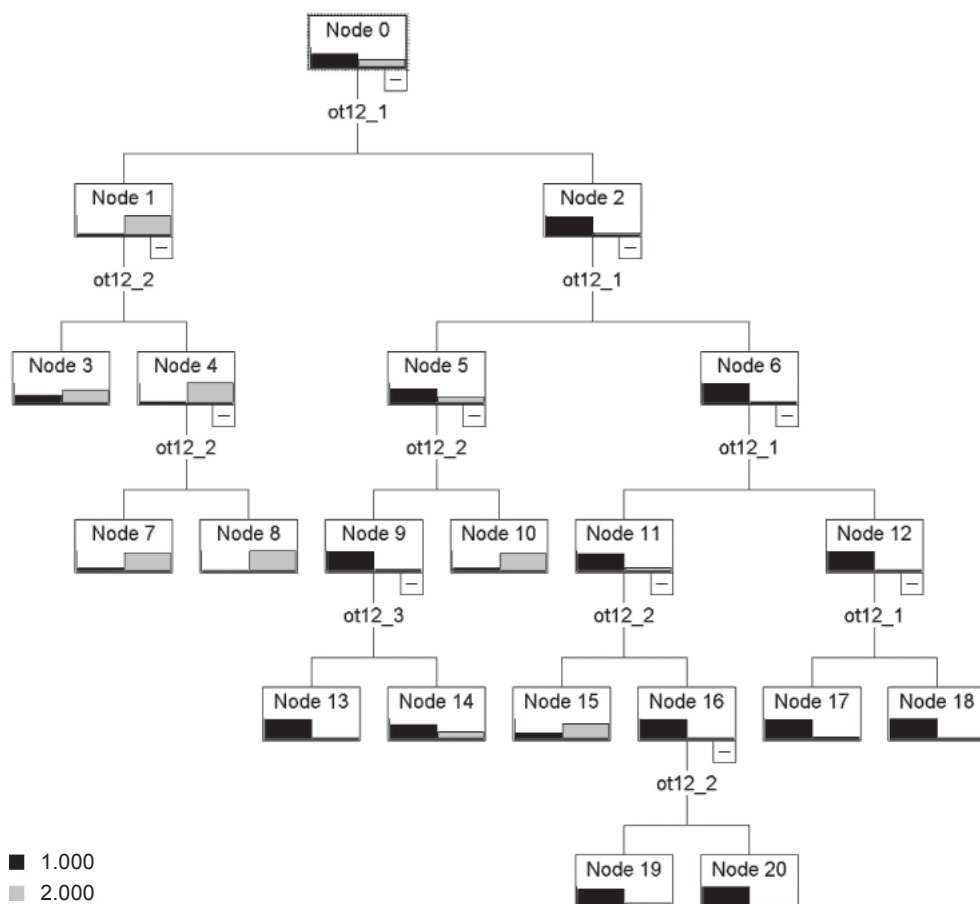 Node 0
ot12_1
Node 1
Node 2
ot12_2
ot12_1
Node 3
Node 4
Node 5
Node 6
ot12_2
ot12_2
ot12_1
Node 7
Node 8
Node 9
Node 10
Node 11
Node 12
ot12_3
ot12_2
ot12_1
Node 13
Node 14
Node 15
Node 16
Node 17
Node 18
ot12_2
Node 19
Node 20
1.000
2.000